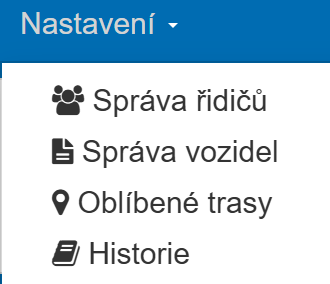 Nastavení
Správa řidičů
Správa vozidel
Oblíbené trasy
Historie